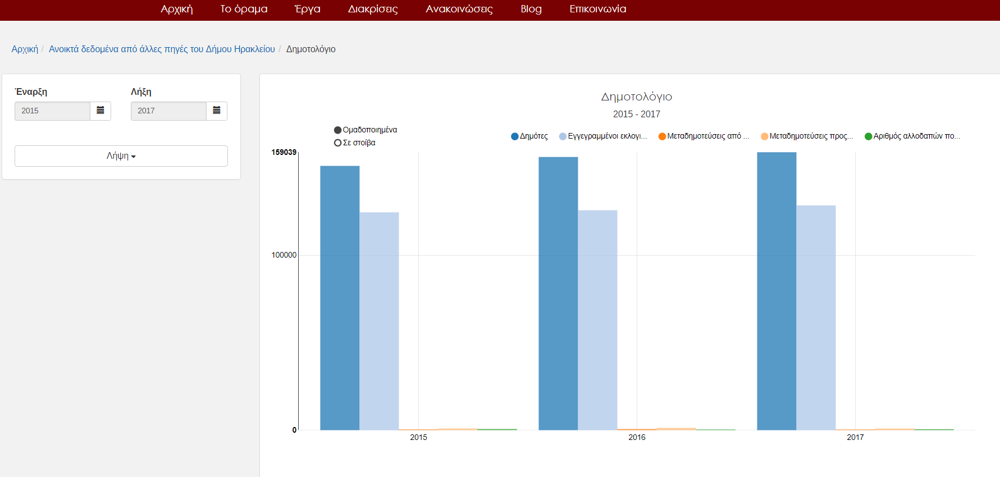 Αρχική Το όραμα Έργα Διακρίσεις Ανακοινώσεις Blog Επικοινωνία
Αρχική / Ανοικτά δεδομένα από άλλες πηγές του Δήμου Ηρακλείου / Δημοτολόγιο
Έναρξη Λήξη
2015 2017
Λήψη
Δημοτολόγιο
2015 - 2017
Ομαδοποιημένα
Σε στοίβα
Δημότες Εγγεγραμμένοι εκλογι... Μεταδημοτεύσεις από ... Μεταδημοτεύσεις προς... Αριθμός αλλοδαπών πο...
159039
100000
0
2015 2016 2017